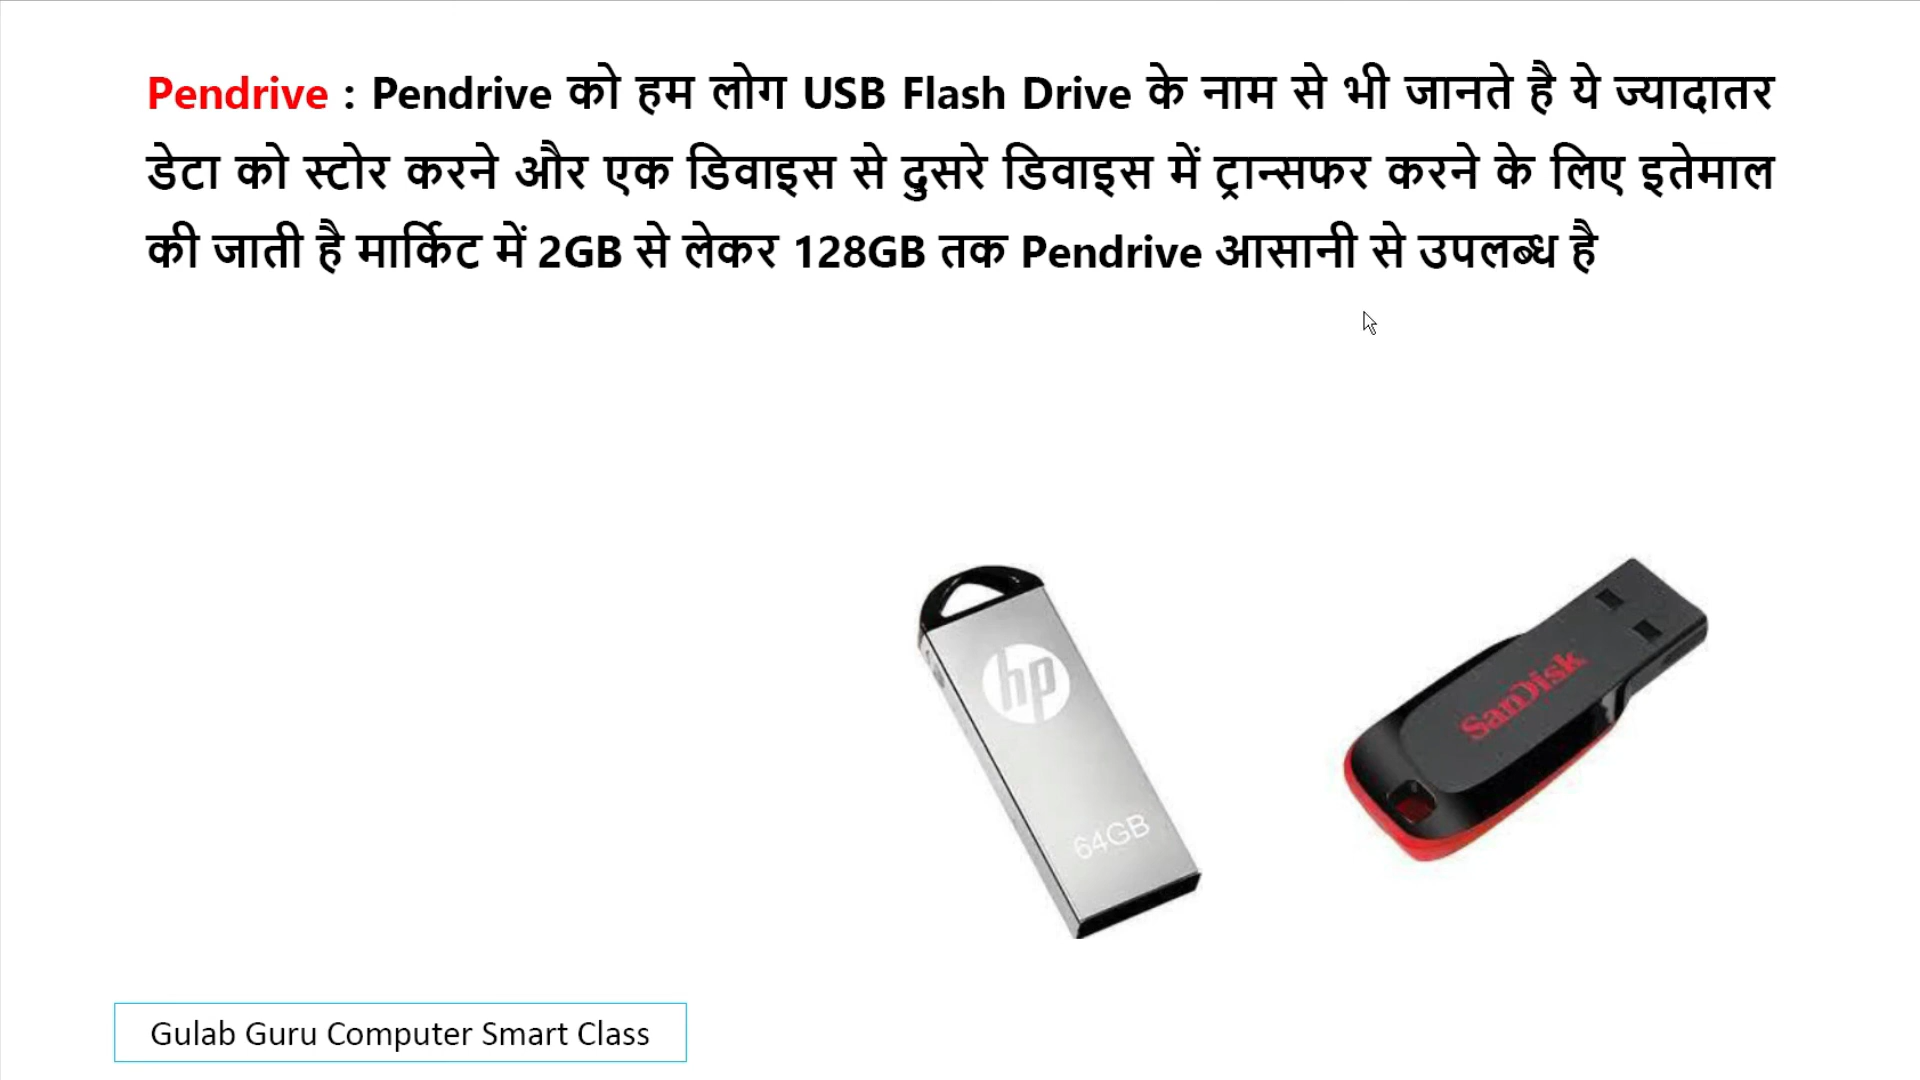 Pendrive : Pendrive को हम लोग USB Flash Drive के नाम से भी जानते है ये ज्यादातर
डेटा को स्टोर करने और एक डिवाइस से दुसरे डिवाइस में ट्रान्सफर करने के लिए इतेमाल
की जाती है मार्किट में 2GB से लेकर 128GB तक Pendrive आसानी से उपलब्ध है
hp
64GB
SanDisk
Gulab Guru Computer Smart Class